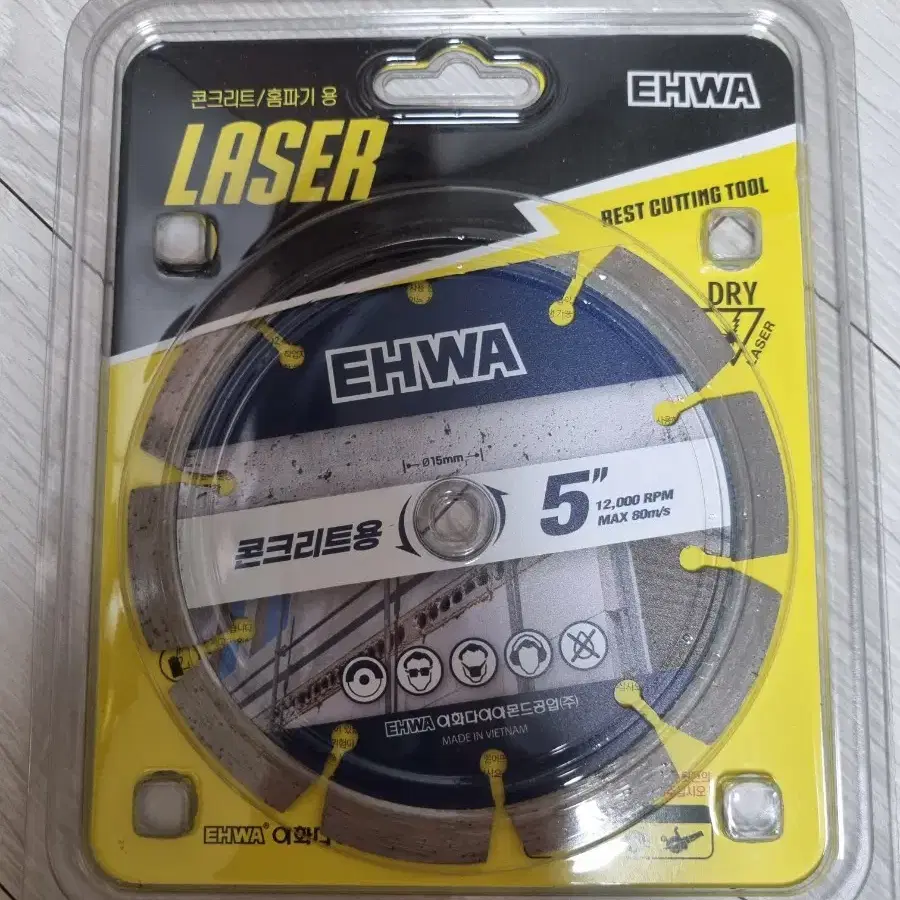 콘크리트/홈파기 용
EHWA
LASER
BEST CUTTING TOOL
DRY
LASER
EHWA
Ø15mm
콘크리트용
5"
12,000 RPM
MAX 80m/s
EHWA 이화다이아몬드공업(주)
MADE IN VIETNAM
EHWA® 이화다